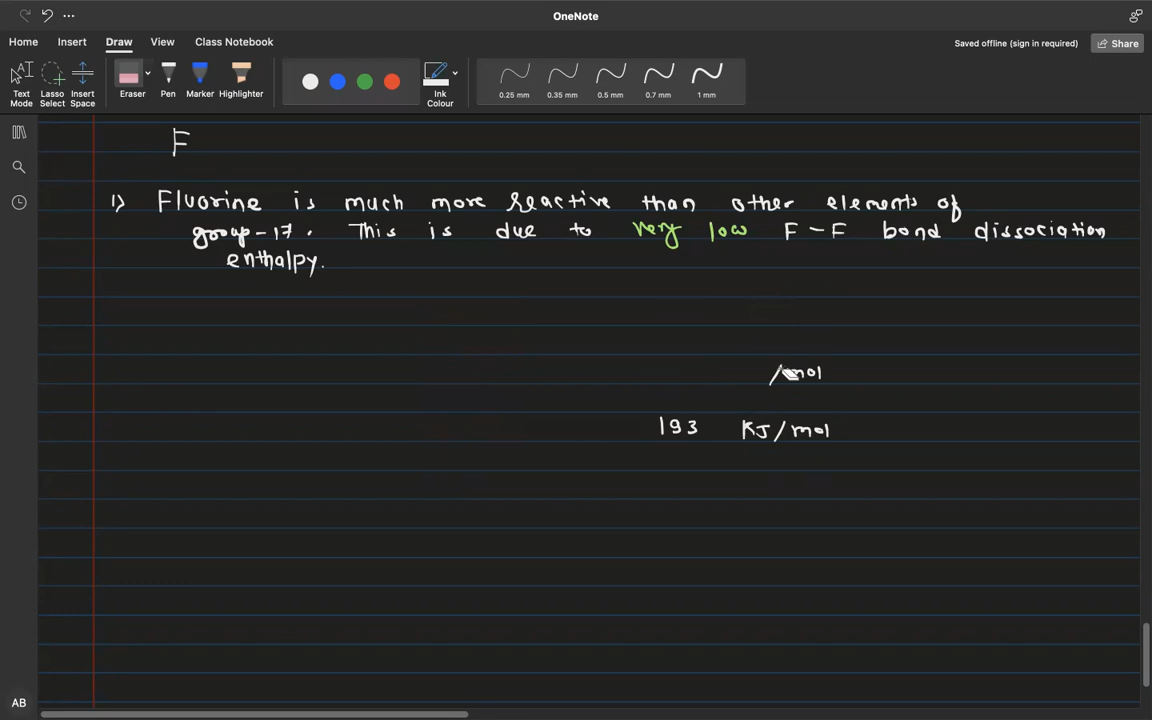 OneNote
Home Insert Draw View Class Notebook
Saved offline (sign in required) Share
Text Mode
Lasso Select
Insert Space
Eraser
Pen
Marker
Highlighter
Ink Colour
0.25 mm 0.35 mm 0.5 mm 0.7 mm 1 mm
F
1) Fluorine is much more reactive than other elements of
group-17. This is due to very low F-F bond dissociation
enthalpy.
/mol
193 KJ/mol
AB